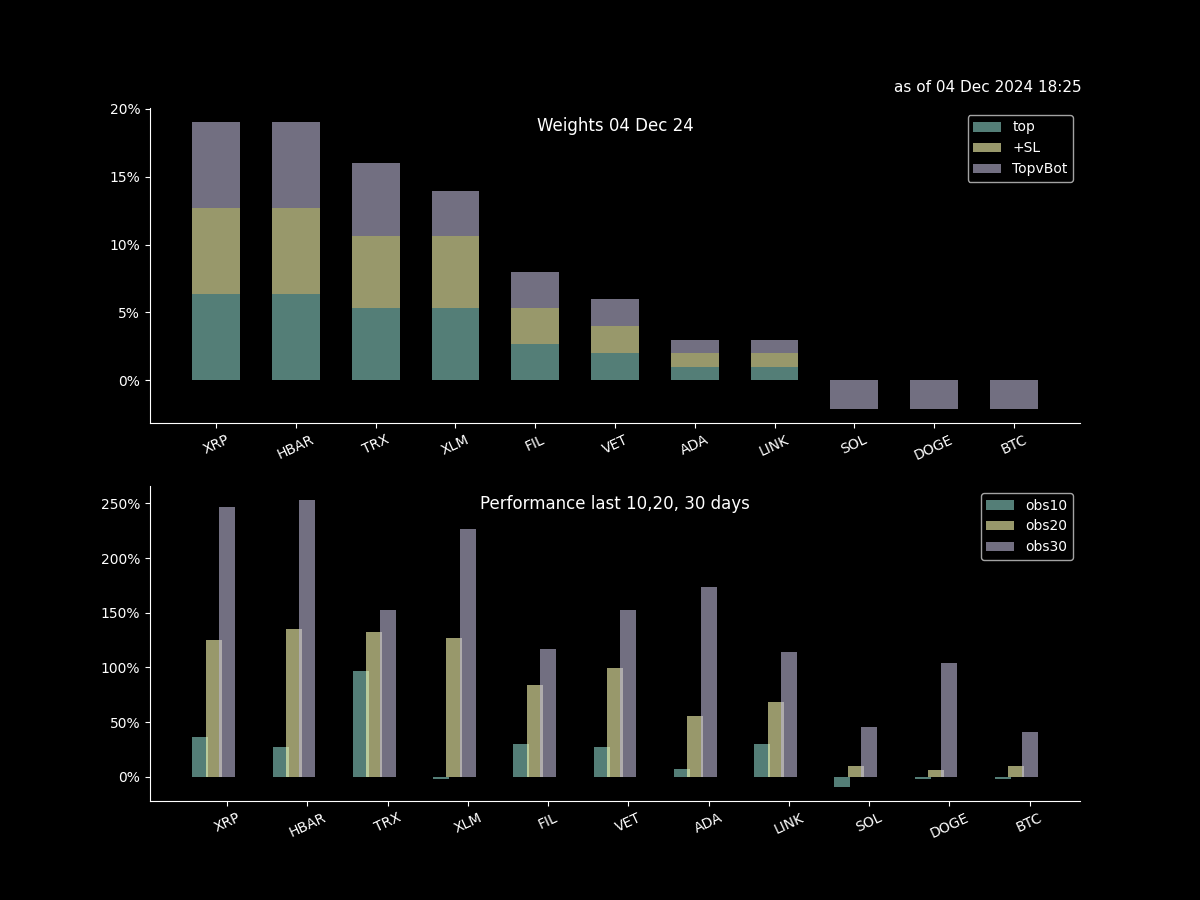 as of 04 Dec 2024 18:25
Weights 04 Dec 24
20%
15%
10%
5%
0%
top
+SL
TopvBot
XRP HBAR TRX XLM FIL VET ADA LINK SOL DOGE BTC
Performance last 10,20, 30 days
250%
200%
150%
100%
50%
0%
obs10
obs20
obs30
XRP HBAR TRX XLM FIL VET ADA LINK SOL DOGE BTC